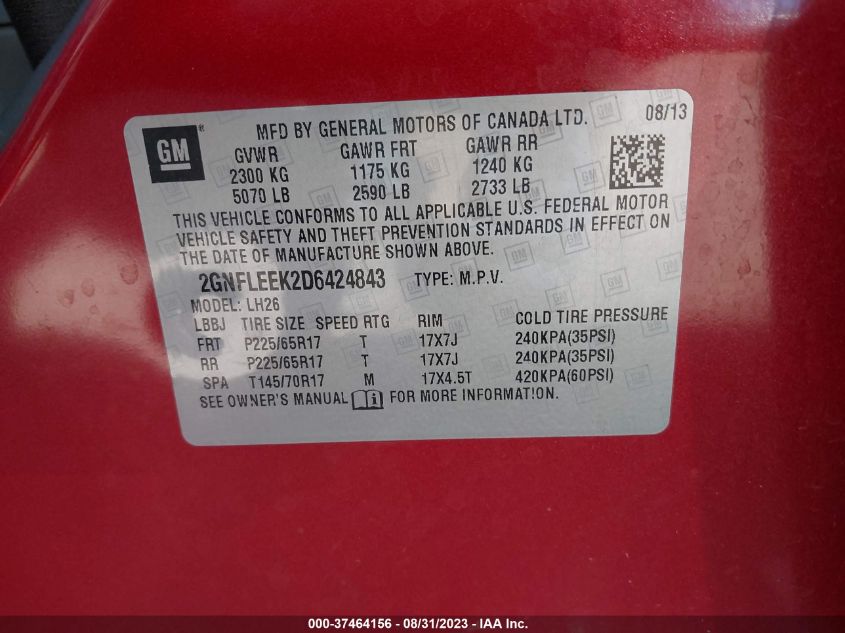 GM ®
MFD BY GENERAL MOTORS OF CANADA LTD. 08/13
GVWR GAWR FRT GAWR RR
2300 KG 1175 KG 1240 KG
5070 LB 2590 LB 2733 LB
THIS VEHICLE CONFORMS TO ALL APPLICABLE U.S. FEDERAL MOTOR
VEHICLE SAFETY AND THEFT PREVENTION STANDARDS IN EFFECT ON
THE DATE OF MANUFACTURE SHOWN ABOVE.
2GNFLEEK2D6424843 TYPE: M.P.V.
MODEL: LH26
LBBJ TIRE SIZE SPEED RTG RIM COLD TIRE PRESSURE
FRT P225/65R17 T 17X7J 240KPA(35PSI)
RR P225/65R17 T 17X7J 240KPA(35PSI)
SPA T145/70R17 M 17X4.5T 420KPA(60PSI)
SEE OWNER'S MANUAL FOR MORE INFORMATION.
000-37464156 - 08/31/2023 - IAA Inc.